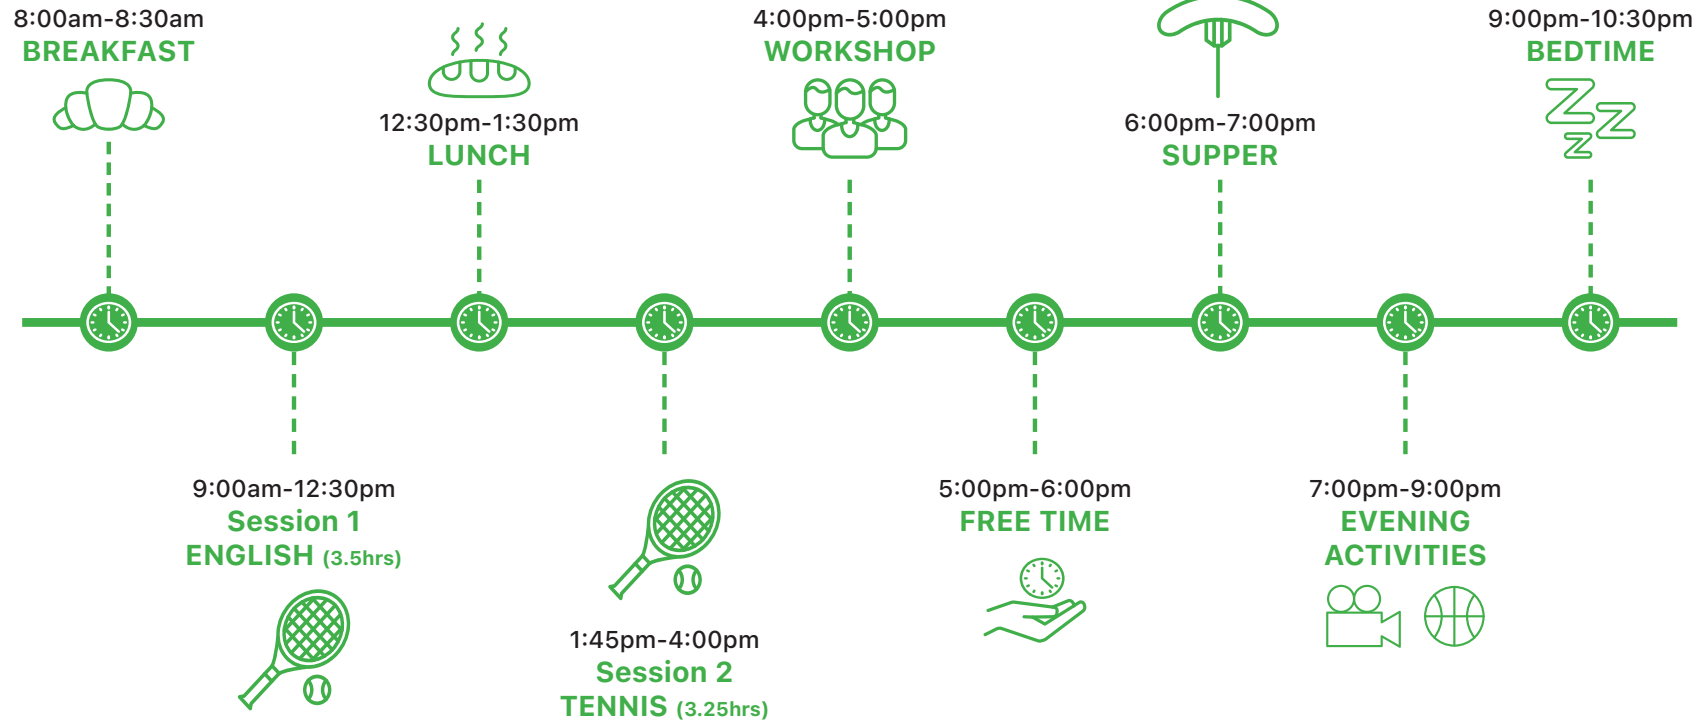 8:00am-8:30am
BREAKFAST
9:00am-12:30pm
Session 1
ENGLISH (3.5hrs)
12:30pm-1:30pm
LUNCH
1:45pm-4:00pm
Session 2
TENNIS (3.25hrs)
4:00pm-5:00pm
WORKSHOP
5:00pm-6:00pm
FREE TIME
6:00pm-7:00pm
SUPPER
7:00pm-9:00pm
EVENING
ACTIVITIES
9:00pm-10:30pm
BEDTIME